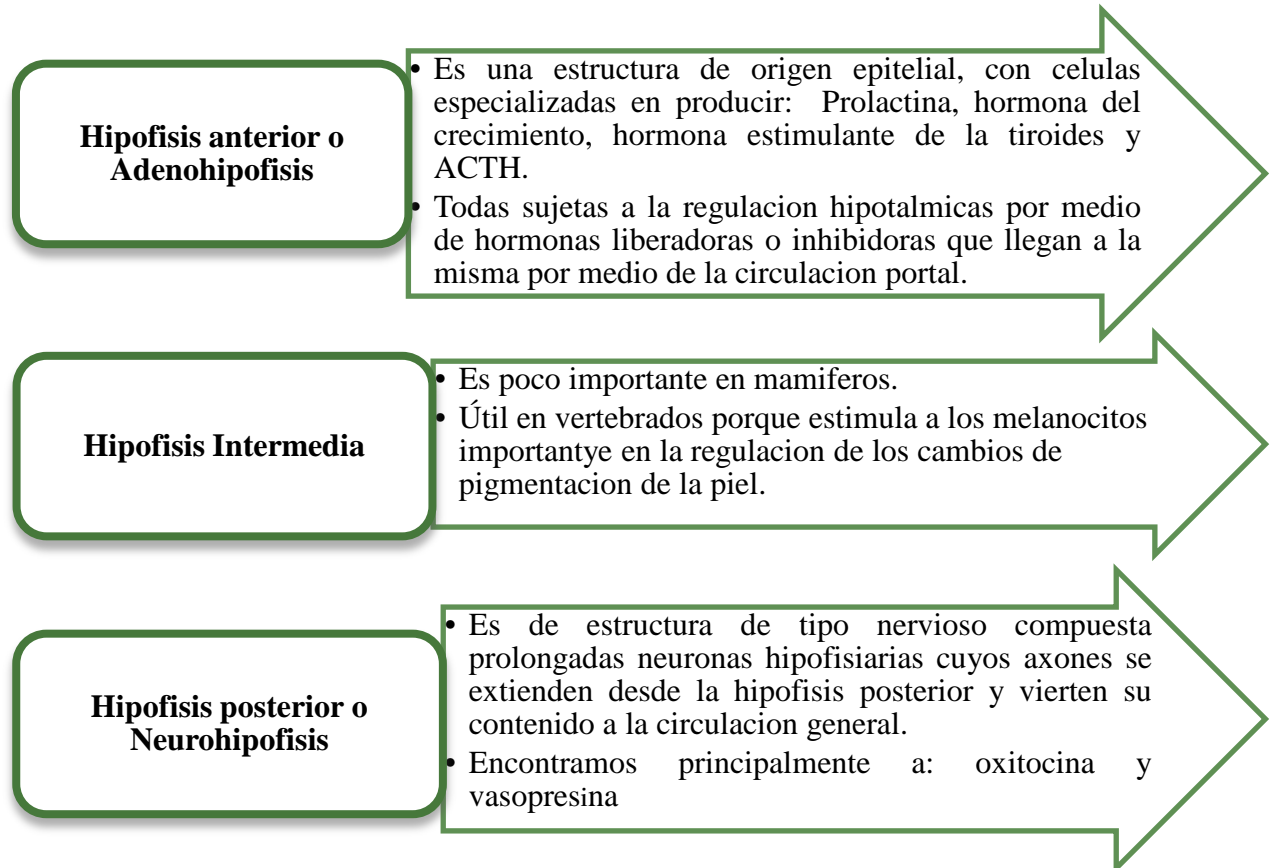 Hipofisis anterior o
Adenohipofisis
• Es una estructura de origen epitelial, con celulas
especializadas en producir: Prolactina, hormona del
crecimiento, hormona estimulante de la tiroides y
ACTH.
• Todas sujetas a la regulacion hipotalmicas por medio
de hormonas liberadoras o inhibidoras que llegan a la
misma por medio de la circulacion portal.
Hipofisis Intermedia
• Es poco importante en mamiferos.
• Útil en vertebrados porque estimula a los melanocitos
importantye en la regulacion de los cambios de
pigmentacion de la piel.
Hipofisis posterior o
Neurohipofisis
• Es de estructura de tipo nervioso compuesta
prolongadas neuronas hipofisiarias cuyos axones se
extienden desde la hipofisis posterior y vierten su
contenido a la circulacion general.
• Encontramos principalmente a: oxitocina y
vasopresina